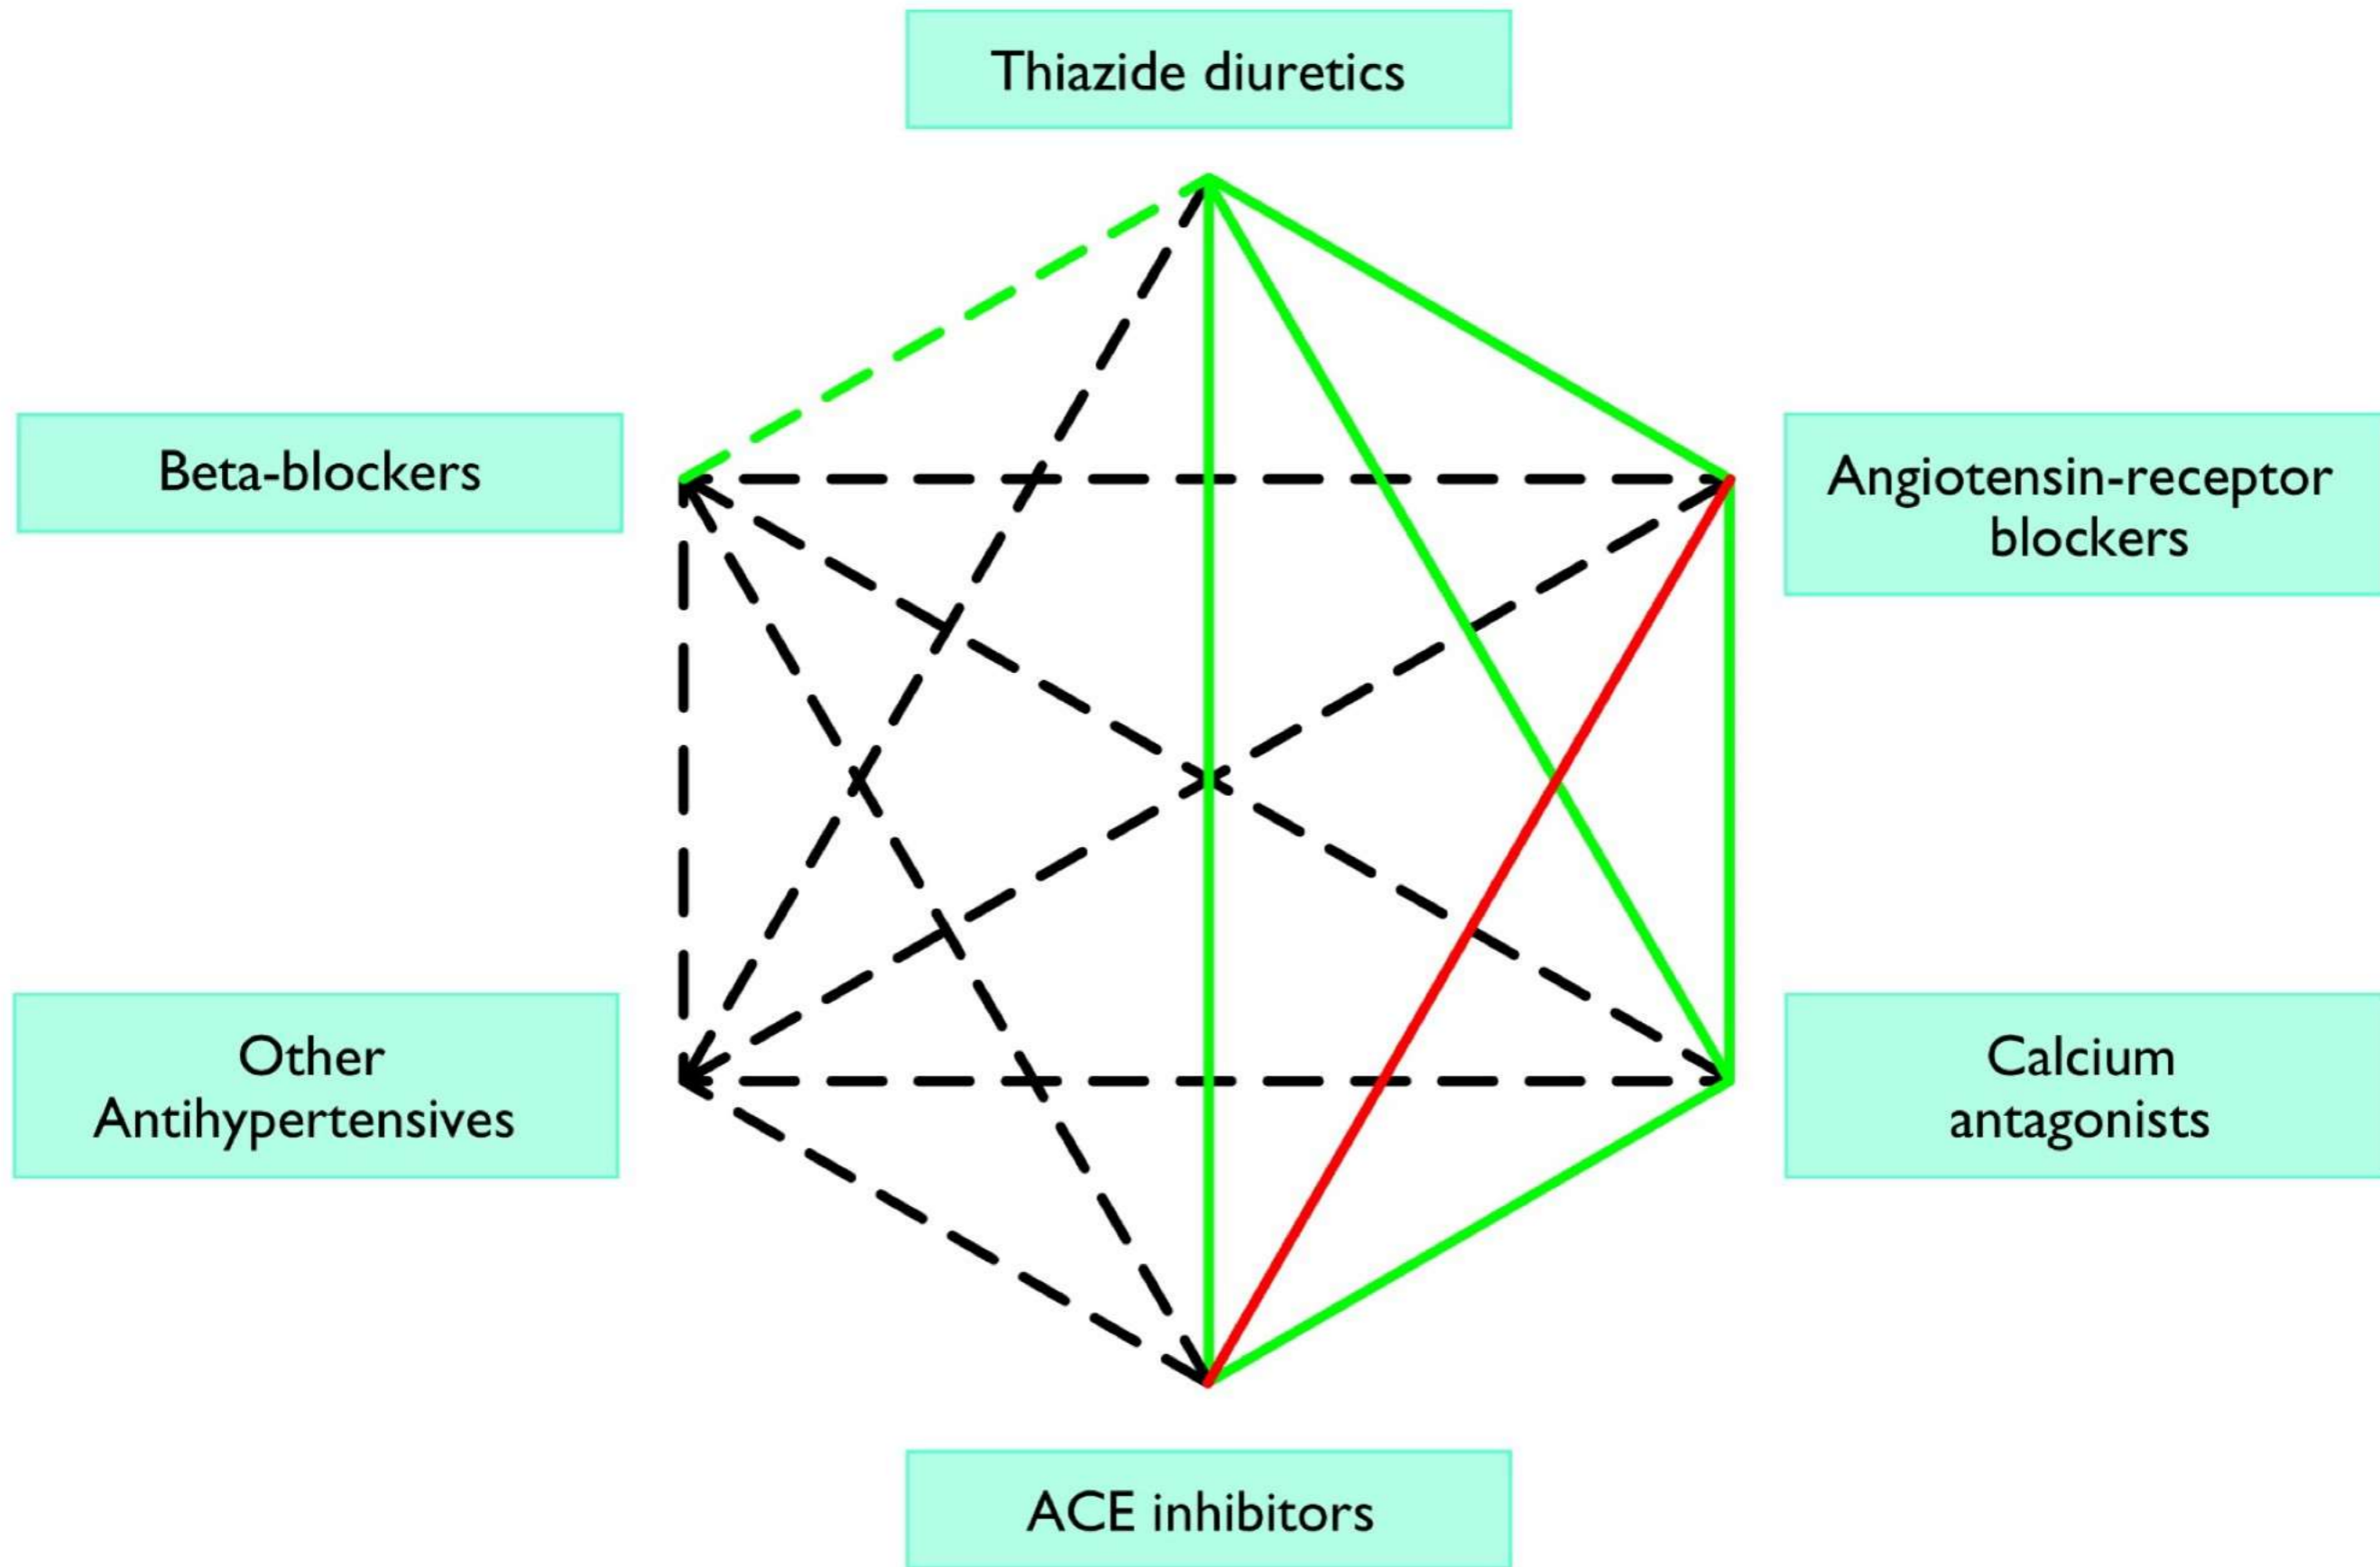 Thiazide diuretics
Beta-blockers
Angiotensin-receptor
blockers
Other
Antihypertensives
Calcium
antagonists
ACE inhibitors